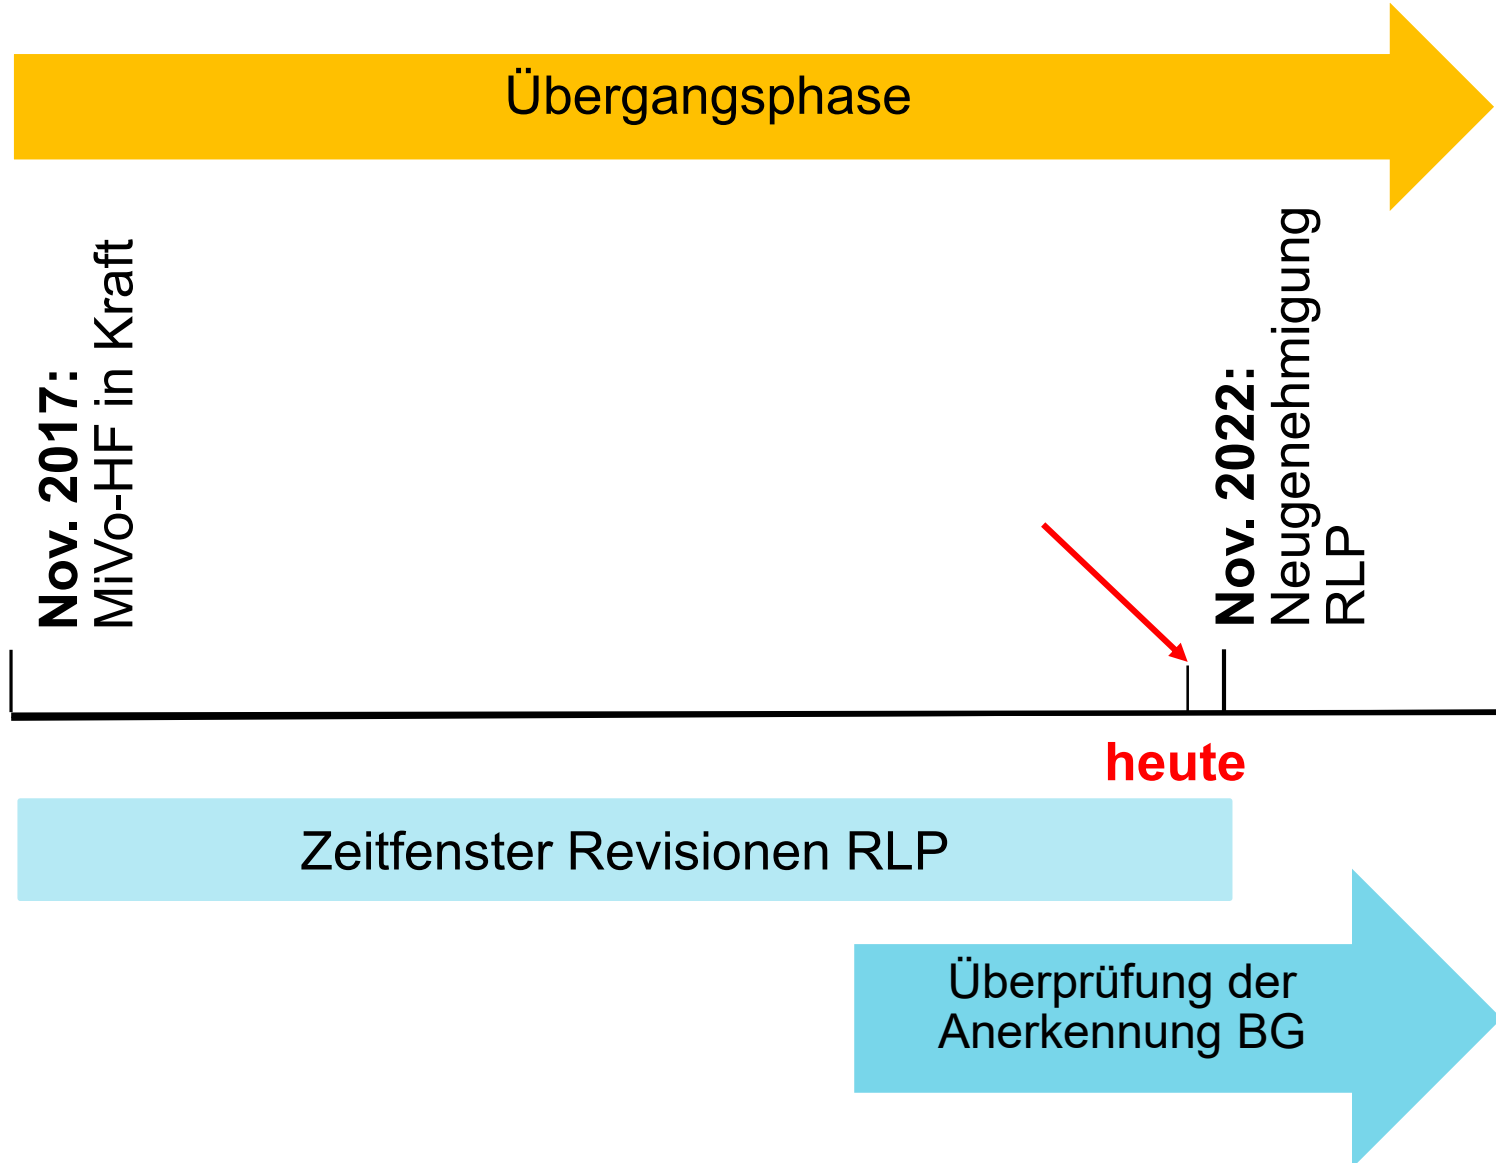 Übergangsphase
Nov. 2017:
MiVo-HF in Kraft
Nov. 2022:
Neugenehmigung
RLP
heute
Zeitfenster Revisionen RLP
Überprüfung der
Anerkennung BG